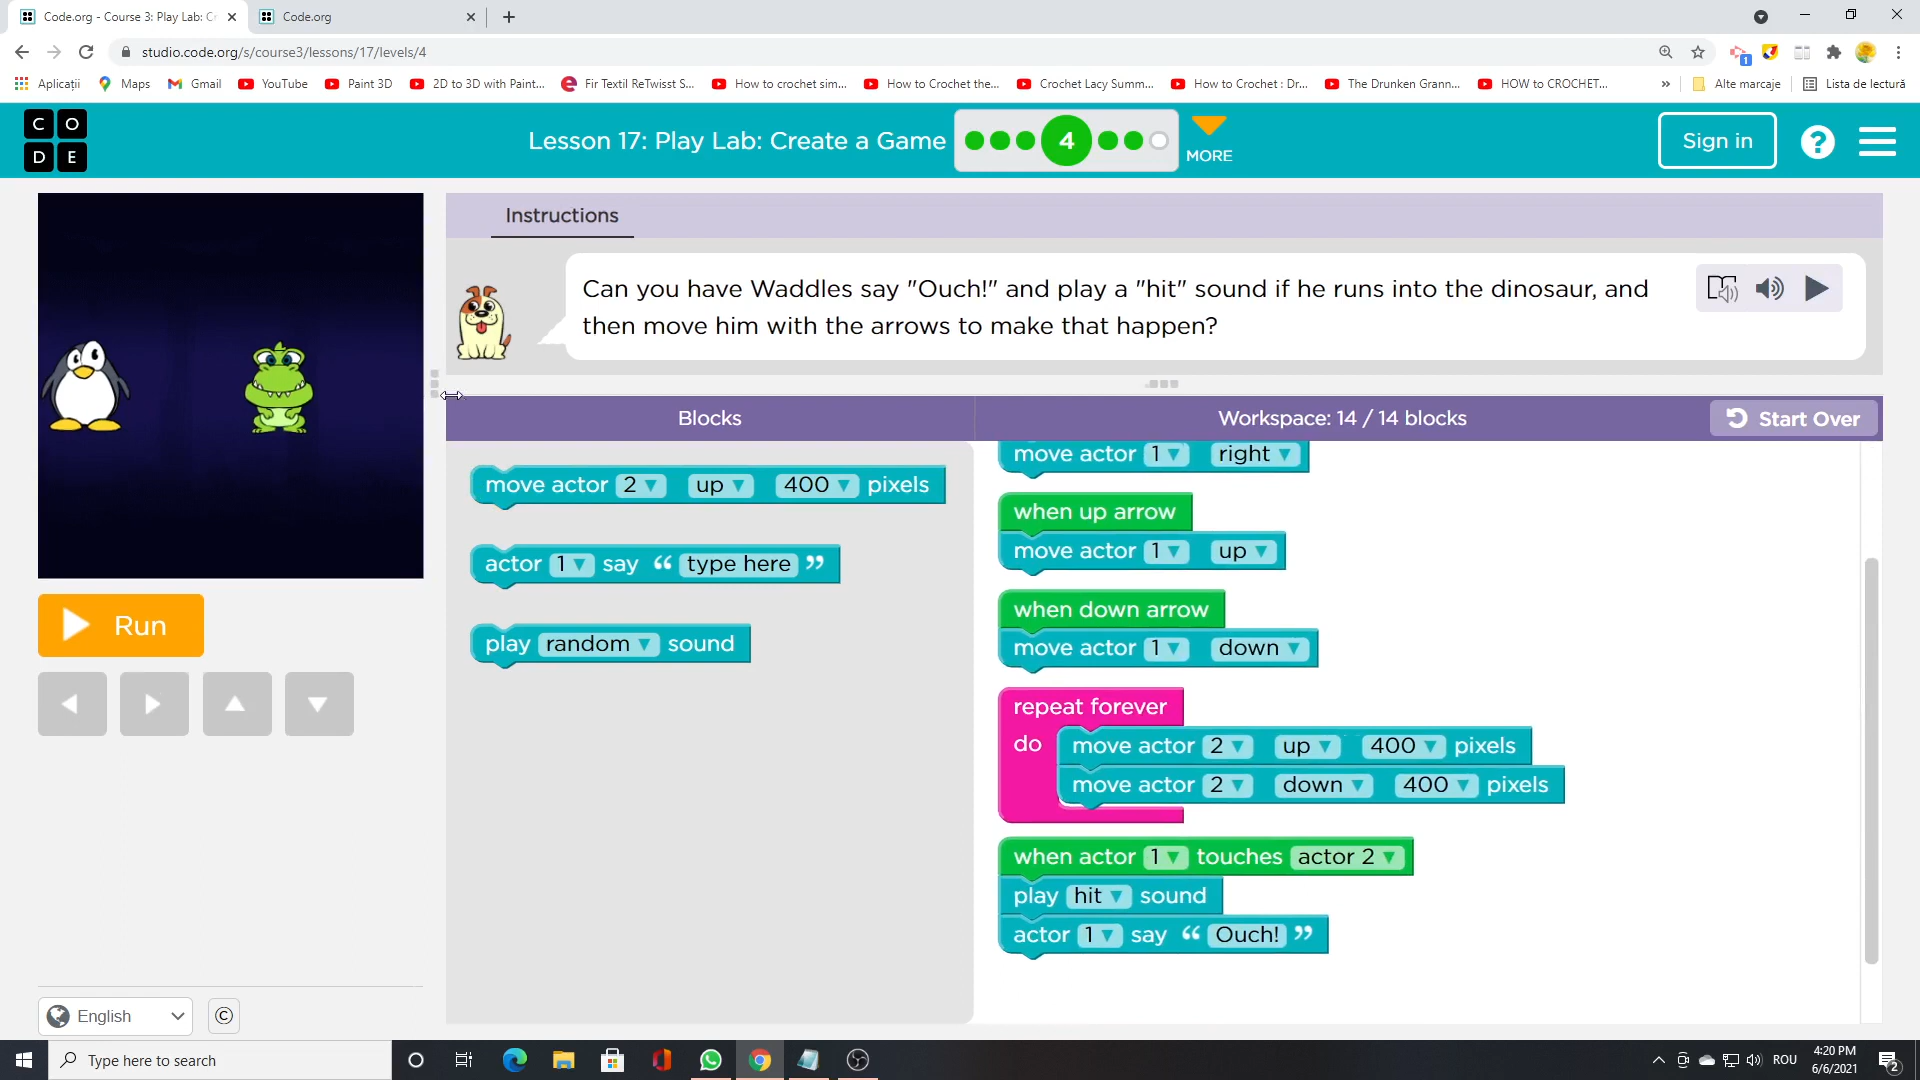 Code.org - Course 3: Play Lab: Cr
Code.org
studio.code.org/s/course3/lessons/17/levels/4
1
Aplicații
Maps
Gmail
YouTube
Paint 3D
2D to 3D with Paint...
Fir Textil ReTwisst S...
How to crochet sim...
How to Crochet the...
Crochet Lacy Summ...
How to Crochet : Dr...
The Drunken Grann...
HOW to CROCHET...
»
Alte marcaje
Lista de lectură
C O
D E
Lesson 17: Play Lab: Create a Game
4
MORE
Sign in
?
Instructions
Can you have Waddles say "Ouch!" and play a "hit" sound if he runs into the dinosaur, and
then move him with the arrows to make that happen?
Blocks
Workspace: 14 / 14 blocks
Start Over
move actor 2 up 400 pixels
actor 1 say “ type here ”
play random sound
move actor 1 right
when up arrow
move actor 1 up
when down arrow
move actor 1 down
repeat forever
do move actor 2 up 400 pixels
move actor 2 down 400 pixels
when actor 1 touches actor 2
play hit sound
actor 1 say “ Ouch! ”
Run
English
©
Type here to search
ROU
4:20 PM
6/6/2021
2